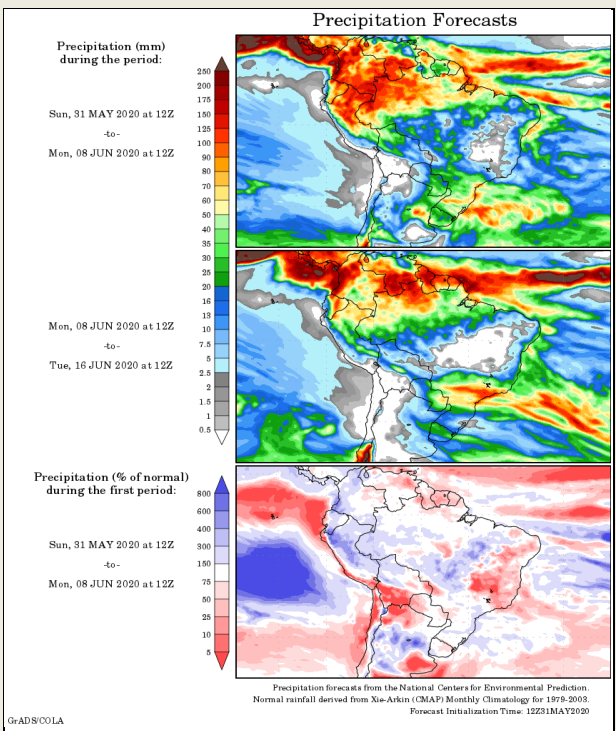 Precipitation Forecasts
Precipitation (mm)
during the period:
Sun, 31 MAY 2020 at 12Z
-to-
Mon, 08 JUN 2020 at 12Z
250
200
175
150
125
100
90
80
70
60
50
40
35
30
25
20
16
13
10
7.5
5
2.5
2
1.5
1
0.5
Mon, 08 JUN 2020 at 12Z
-to-
Tue, 16 JUN 2020 at 12Z
Precipitation (% of normal)
during the first period:
Sun, 31 MAY 2020 at 12Z
-to-
Mon, 08 JUN 2020 at 12Z
800
600
400
300
150
75
50
25
10
5
Precipitation forecasts from the National Centers for Environmental Prediction.
Normal rainfall derived from Xie-Arkin (CMAP) Monthly Climatology for 1979-2003.
Forecast Initialization Time: 12Z31MAY2020
GrADS/COLA